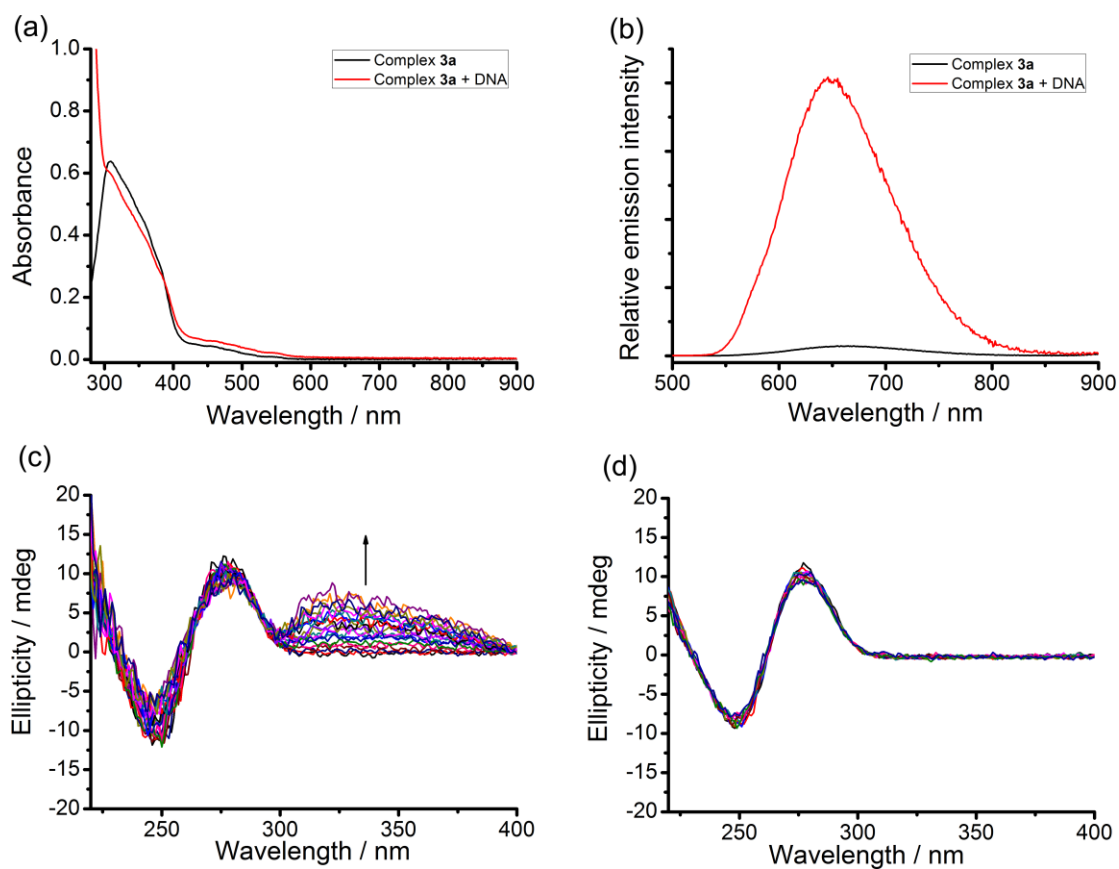 (a)
Complex 3a
Complex 3a + DNA
Absorbance
1.0
0.8
0.6
0.4
0.2
0.0
300 400 500 600 700 800 900
Wavelength / nm
(b)
Complex 3a
Complex 3a + DNA
Relative emission intensity
500 600 700 800 900
Wavelength / nm
(c)
Ellipticity / mdeg
20
15
10
5
0
-5
-10
-15
-20
250 300 350 400
Wavelength / nm
(d)
Ellipticity / mdeg
20
15
10
5
0
-5
-10
-15
-20
250 300 350 400
Wavelength / nm